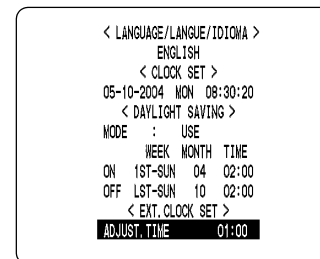 < LANGUAGE/LANGUE/IDIOMA >
ENGLISH
< CLOCK SET >
05-10-2004 MON 08:30:20
< DAYLIGHT SAVING >
MODE : USE
WEEK MONTH TIME
ON 1ST-SUN 04 02:00
OFF LST-SUN 10 02:00
< EXT.CLOCK SET >
ADJUST.TIME 01:00